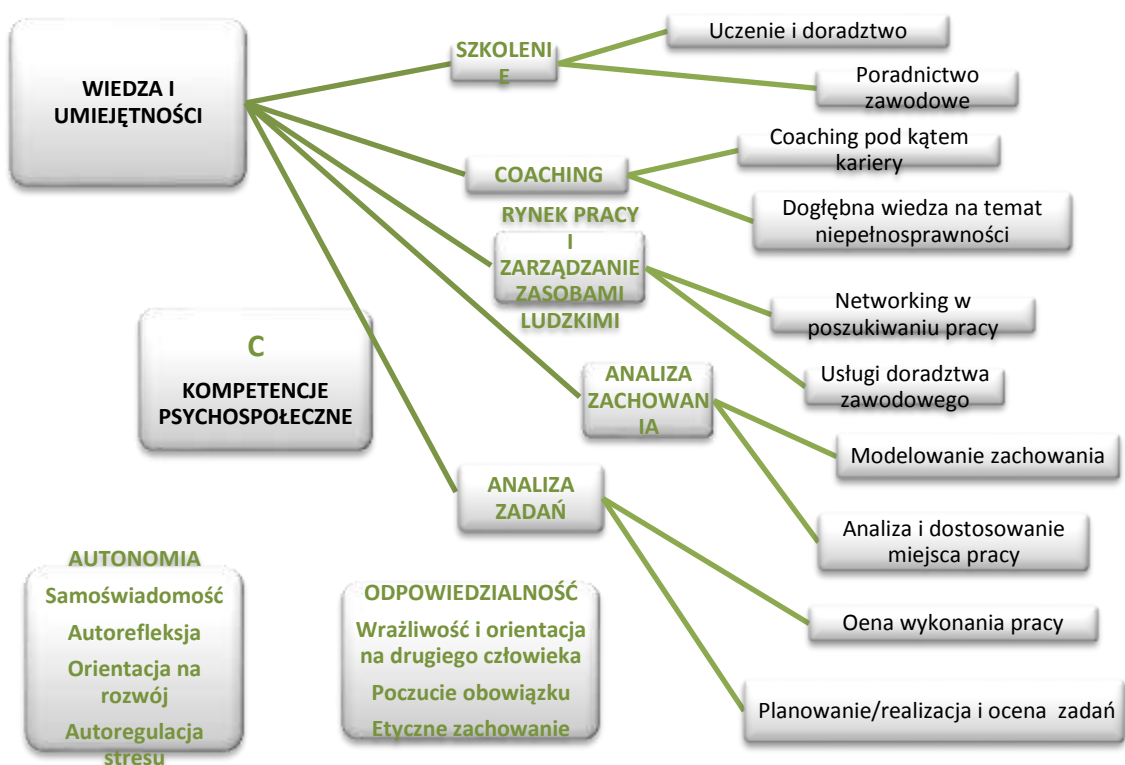 WIEDZA I
UMIEJĘTNOŚCI
SZKOLENI
E
Uczenie i doradztwo
Poradnictwo
zawodowe
COACHING
Coaching pod kątem
kariery
Dogłębna wiedza na temat
niepełnosprawności
RYNEK PRACY
I
ZARZĄDZANIE
ZASOBAMI
LUDZKIMI
Networking w
poszukiwaniu pracy
Usługi doradztwa
zawodowego
C
KOMPETENCJE
PSYCHOSPOŁECZNE
ANALIZA
ZACHOWAN
IA
Modelowanie zachowania
Analiza i dostosowanie
miejsca pracy
ANALIZA
ZADAŃ
Oena wykonania pracy
Planowanie/realizacja i ocena zadań
AUTONOMIA
Samoświadomość
Autorefleksja
Orientacja na
rozwój
Autoregulacja
stresu
ODPOWIEDZIALNOŚĆ
Wrażliwość i orientacja
na drugiego człowieka
Poczucie obowiązku
Etyczne zachowanie